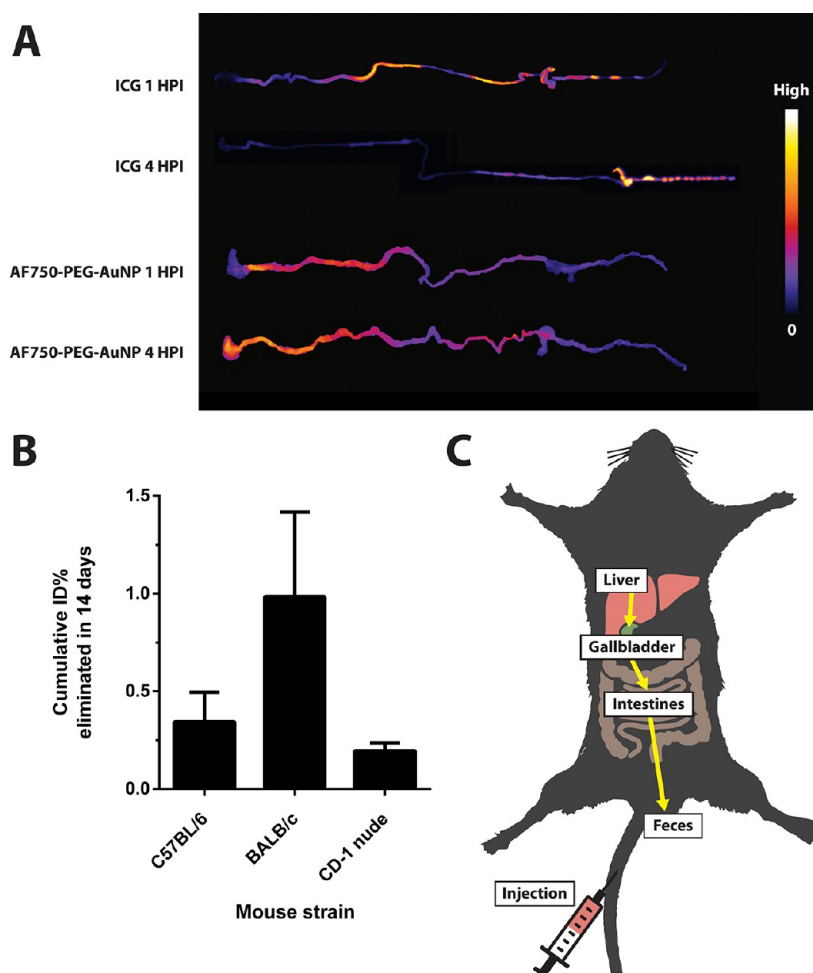 A
ICG 1 HPI
ICG 4 HPI
AF750-PEG-AuNP 1 HPI
AF750-PEG-AuNP 4 HPI
High
0
B
Cumulative ID%
eliminated in 14 days
1.5
1.0
0.5
0.0
C57BL/6
BALB/c
CD-1 nude
Mouse strain
C
Liver
Gallbladder
Intestines
Feces
Injection